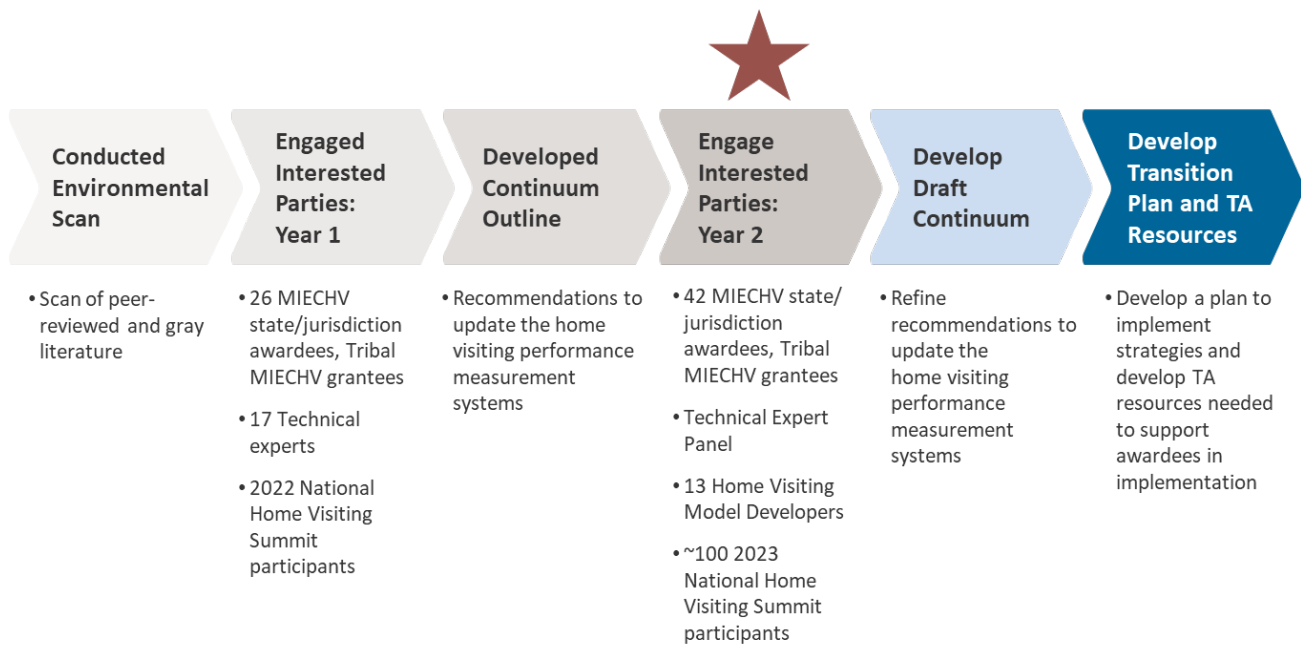 Conducted
Environmental
Scan
Engaged
Interested
Parties:
Year 1
Developed
Continuum
Outline
Engage
Interested
Parties:
Year 2
Develop
Draft
Continuum
Develop
Transition
Plan and TA
Resources
• Scan of peer-
reviewed and gray
literature
• 26 MIECHV
state/jurisdiction
awardees, Tribal
MIECHV grantees
• 17 Technical
experts
• 2022 National
Home Visiting
Summit
participants
• Recommendations to
update the home
visiting performance
measurement
systems
• 42 MIECHV state/
jurisdiction
awardees, Tribal
MIECHV grantees
• Technical Expert
Panel
• 13 Home Visiting
Model Developers
• ~100 2023
National Home
Visiting Summit
participants
• Refine
recommendations to
update the
home visiting
performance
measurement
systems
• Develop a plan to
implement
strategies and
develop TA
resources needed
to support
awardees in
implementation